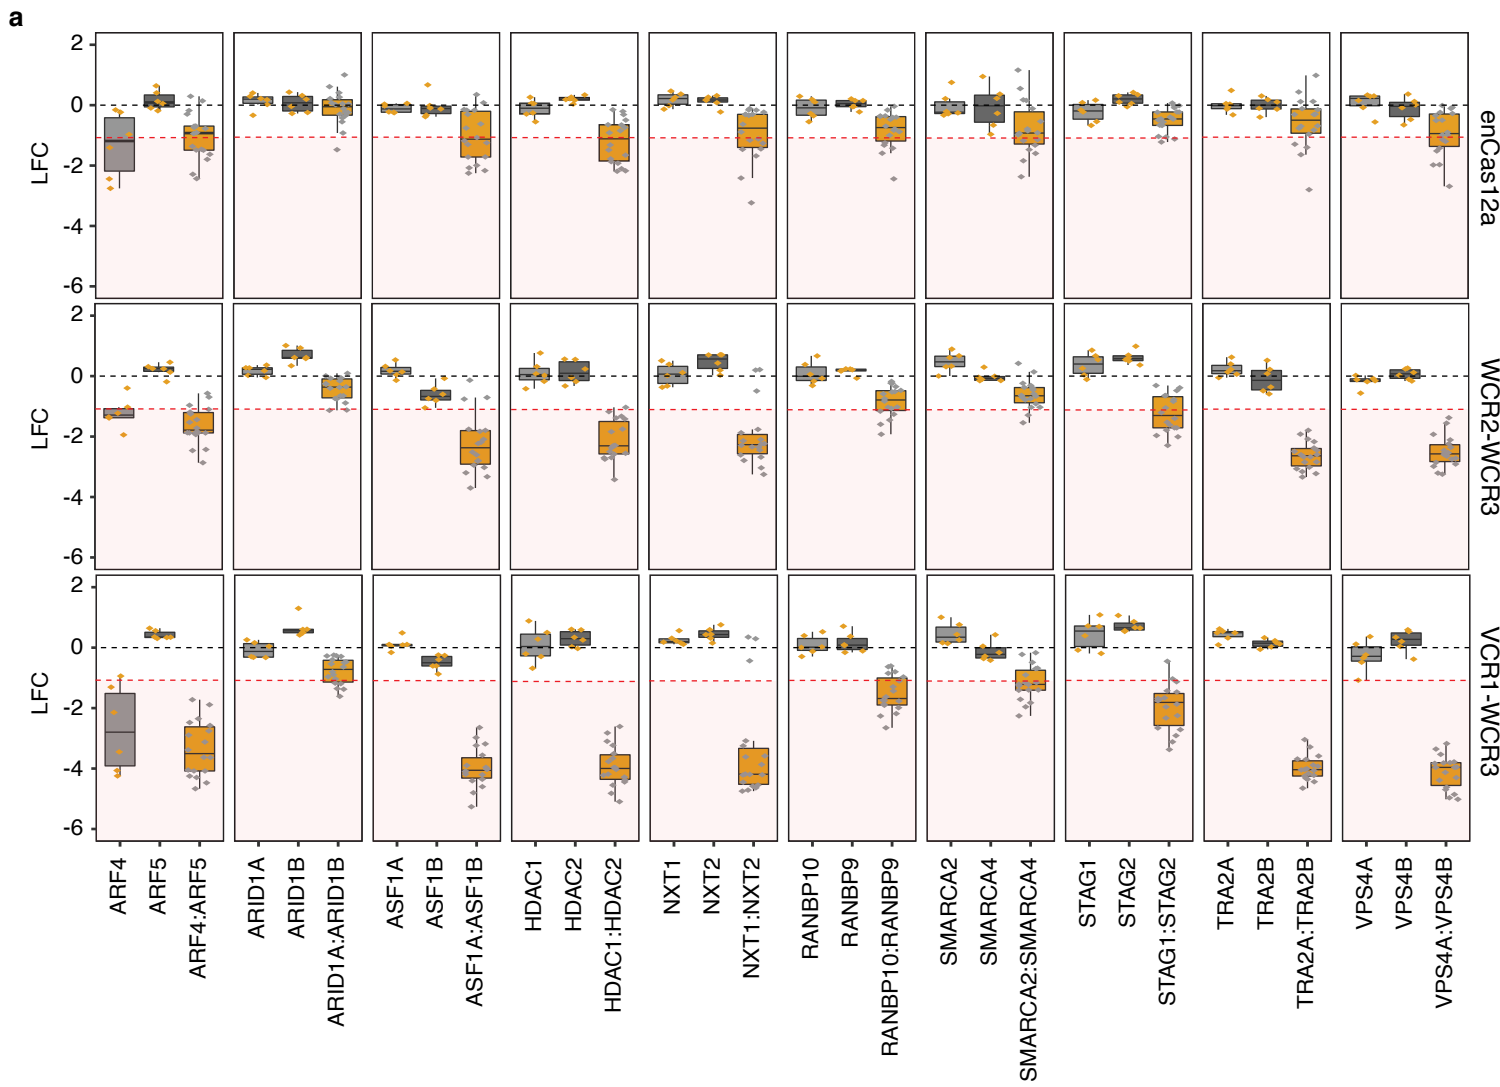 a
2
0
-2
-4
-6
LFC
enCas12a
2
0
-2
-4
-6
LFC
WCR2-WCR3
2
0
-2
-4
-6
LFC
VCR1-WCR3
ARF4
ARF5
ARF4:ARF5
ARID1A
ARID1B
ARID1A:ARID1B
ASF1A
ASF1B
ASF1A:ASF1B
HDAC1
HDAC2
HDAC1:HDAC2
NXT1
NXT2
NXT1:NXT2
RANBP10
RANBP9
RANBP10:RANBP9
SMARCA2
SMARCA4
SMARCA2:SMARCA4
STAG1
STAG2
STAG1:STAG2
TRA2A
TRA2B
TRA2A:TRA2B
VPS4A
VPS4B
VPS4A:VPS4B